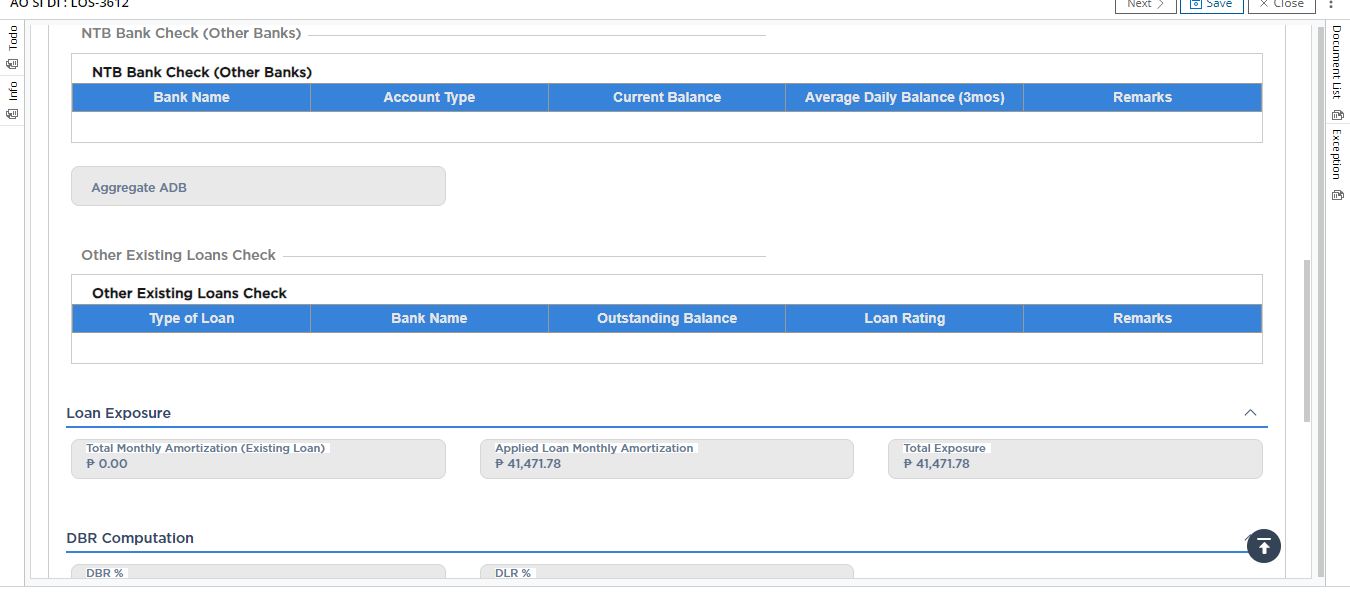 AO SI DI : LOS-3612
Next
Save
Close
Todo
Info
Document List
Exception
NTB Bank Check (Other Banks)
NTB Bank Check (Other Banks)
Bank Name Account Type Current Balance Average Daily Balance (3mos) Remarks
Aggregate ADB
Other Existing Loans Check
Other Existing Loans Check
Type of Loan Bank Name Outstanding Balance Loan Rating Remarks
Loan Exposure
Total Monthly Amortization (Existing Loan) Applied Loan Monthly Amortization Total Exposure
₱ 0.00 ₱ 41,471.78 ₱ 41,471.78
DBR Computation
DBR % DLR %